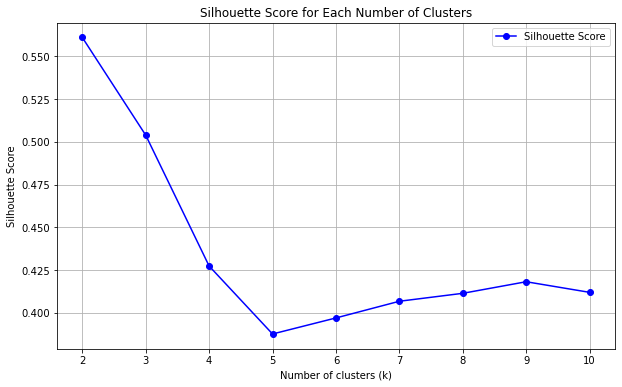 Silhouette Score for Each Number of Clusters
Silhouette Score
0.550
0.525
0.500
0.475
0.450
0.425
0.400
Silhouette Score
2 3 4 5 6 7 8 9 10
Number of clusters (k)